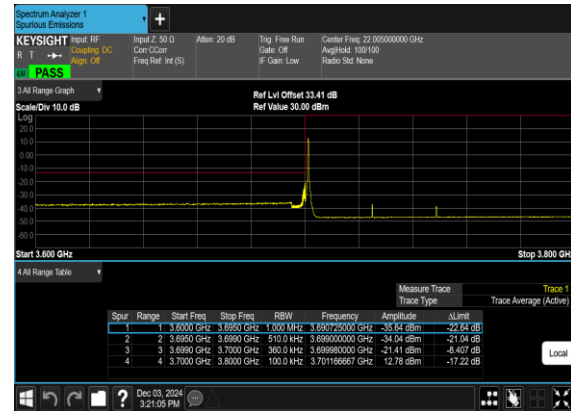 Spectrum Analyzer 1
Spurious Emissions
+
KEYSIGHT Input: RF Input Z: 50 Ω Atten: 20 dB Trig: Free Run Center Freq: 22.005000000 GHz
R T Coupling: DC Corr CCorr Gate: Off Avg|Hold: 100/100
Align: Off Freq Ref: Int (S) IF Gain: Low Radio Std: None
PASS
3 All Range Graph
Ref Lvl Offset 33.41 dB
Scale/Div 10.0 dB Ref Value 30.00 dBm
Log
20.0
10.0
0.00
-10.0
-20.0
-30.0
-40.0
-50.0
-60.0
Start 3.600 GHz Stop 3.800 GH
4 All Range Table
Measure Trace Trace 1
Trace Type Trace Average (Active)
Spur Range Start Freq Stop Freq RBW Frequency Amplitude ΔLimit
1 1 3.6000 GHz 3.6950 GHz 1.000 MHz 3.690725000 GHz -35.64 dBm -22.64 dB
2 2 3.6950 GHz 3.6990 GHz 510.0 kHz 3.699000000 GHz -34.04 dBm -21.04 dB
3 3 3.6990 GHz 3.7000 GHz 360.0 kHz 3.699980000 GHz -21.41 dBm -8.407 dB
4 4 3.7000 GHz 3.8000 GHz 100.0 kHz 3.701166667 GHz 12.78 dBm -17.22 dB
Local
?
Dec 03, 2024
3:21:05 PM